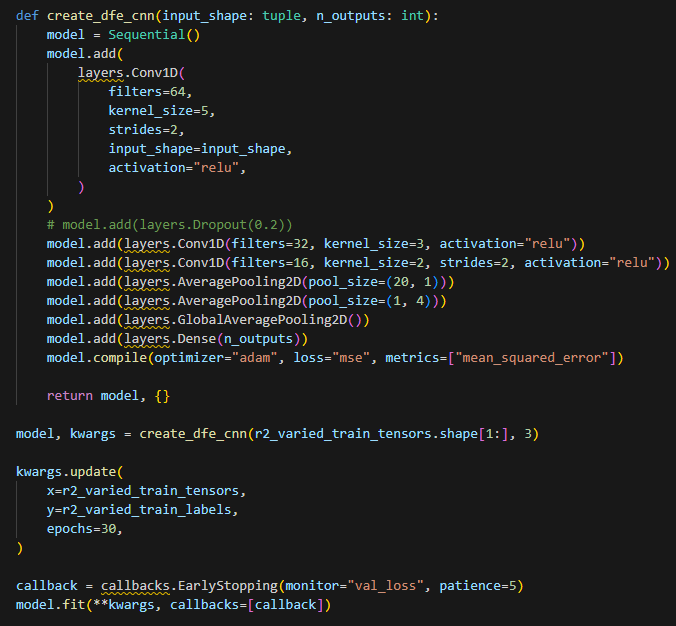 def create_dfe_cnn(input_shape: tuple, n_outputs: int):
    model = Sequential()
    model.add(
        layers.Conv1D(
            filters=64,
            kernel_size=5,
            strides=2,
            input_shape=input_shape,
            activation="relu",
        )
    )
    # model.add(layers.Dropout(0.2))
    model.add(layers.Conv1D(filters=32, kernel_size=3, activation="relu"))
    model.add(layers.Conv1D(filters=16, kernel_size=2, strides=2, activation="relu"))
    model.add(layers.AveragePooling2D(pool_size=(20, 1)))
    model.add(layers.AveragePooling2D(pool_size=(1, 4)))
    model.add(layers.GlobalAveragePooling2D())
    model.add(layers.Dense(n_outputs))
    model.compile(optimizer="adam", loss="mse", metrics=["mean_squared_error"])

    return model, {}

model, kwargs = create_dfe_cnn(r2_varied_train_tensors.shape[1:], 3)

kwargs.update(
    x=r2_varied_train_tensors,
    y=r2_varied_train_labels,
    epochs=30,
)

callback = callbacks.EarlyStopping(monitor="val_loss", patience=5)
model.fit(**kwargs, callbacks=[callback])